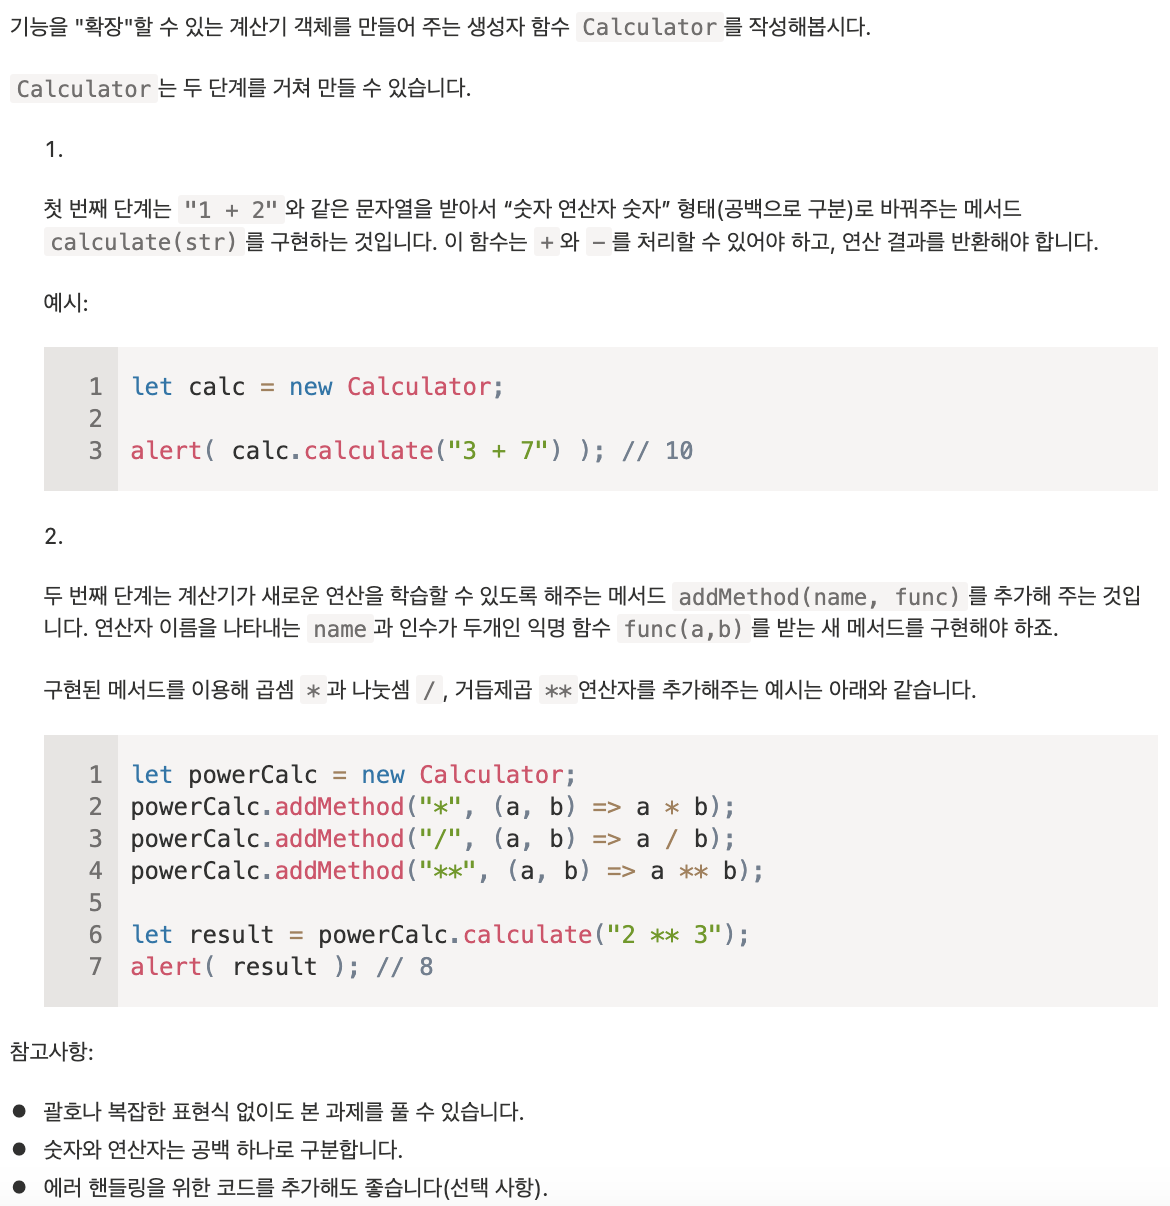 기능을 "확장"할 수 있는 계산기 객체를 만들어 주는 생성자 함수 Calculator를 작성해봅시다.
Calculator는 두 단계를 거쳐 만들 수 있습니다.
1.
첫 번째 단계는 "1 + 2"와 같은 문자열을 받아서 “숫자 연산자 숫자” 형태(공백으로 구분)로 바꿔주는 메서드
calculate(str)를 구현하는 것입니다. 이 함수는 +와 -를 처리할 수 있어야 하고, 연산 결과를 반환해야 합니다.
예시:
1 let calc = new Calculator;
2
3 alert( calc.calculate("3 + 7") ); // 10
2.
두 번째 단계는 계산기가 새로운 연산을 학습할 수 있도록 해주는 메서드 addMethod(name, func)를 추가해 주는 것입
니다. 연산자 이름을 나타내는 name과 인수가 두개인 익명 함수 func(a,b)를 받는 새 메서드를 구현해야 하죠.
구현된 메서드를 이용해 곱셈 *과 나눗셈 /, 거듭제곱 **연산자를 추가해주는 예시는 아래와 같습니다.
1 let powerCalc = new Calculator;
2 powerCalc.addMethod("*", (a, b) => a * b);
3 powerCalc.addMethod("/", (a, b) => a / b);
4 powerCalc.addMethod("**", (a, b) => a ** b);
5
6 let result = powerCalc.calculate("2 ** 3");
7 alert( result ); // 8
참고사항:
● 괄호나 복잡한 표현식 없이도 본 과제를 풀 수 있습니다.
● 숫자와 연산자는 공백 하나로 구분합니다.
● 에러 핸들링을 위한 코드를 추가해도 좋습니다(선택 사항).